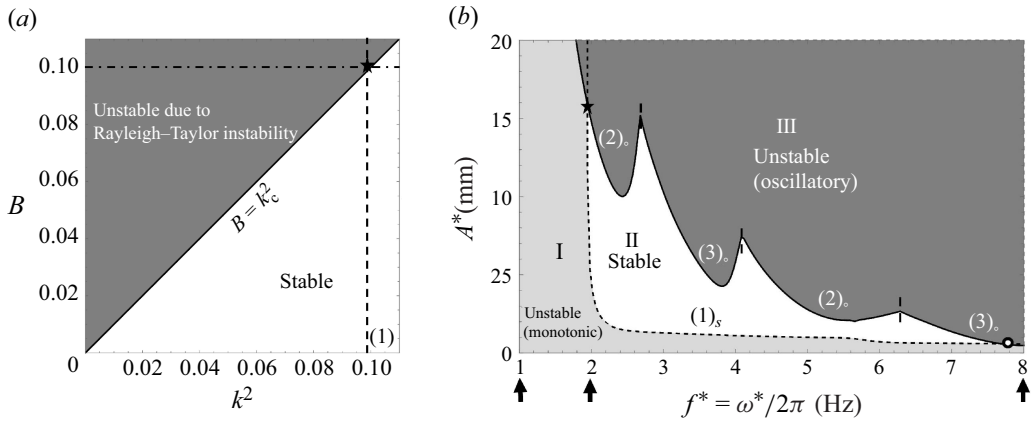 (a)
0.10
0.08
0.06
0.04
0.02
0
B
Unstable due to
Rayleigh–Taylor instability
B = k_c^2
Stable
(1)
0.02 0.04 0.06 0.08 0.10
k^2
(b)
20
15
10
25
0
A*(mm)
III
Unstable
(oscillatory)
(2)o
II
Stable
(3)o
(2)o
(3)o
I
Unstable
(monotonic)
(1)s
1 2 3 4 5 6 7 8
f* = ω*/2π (Hz)